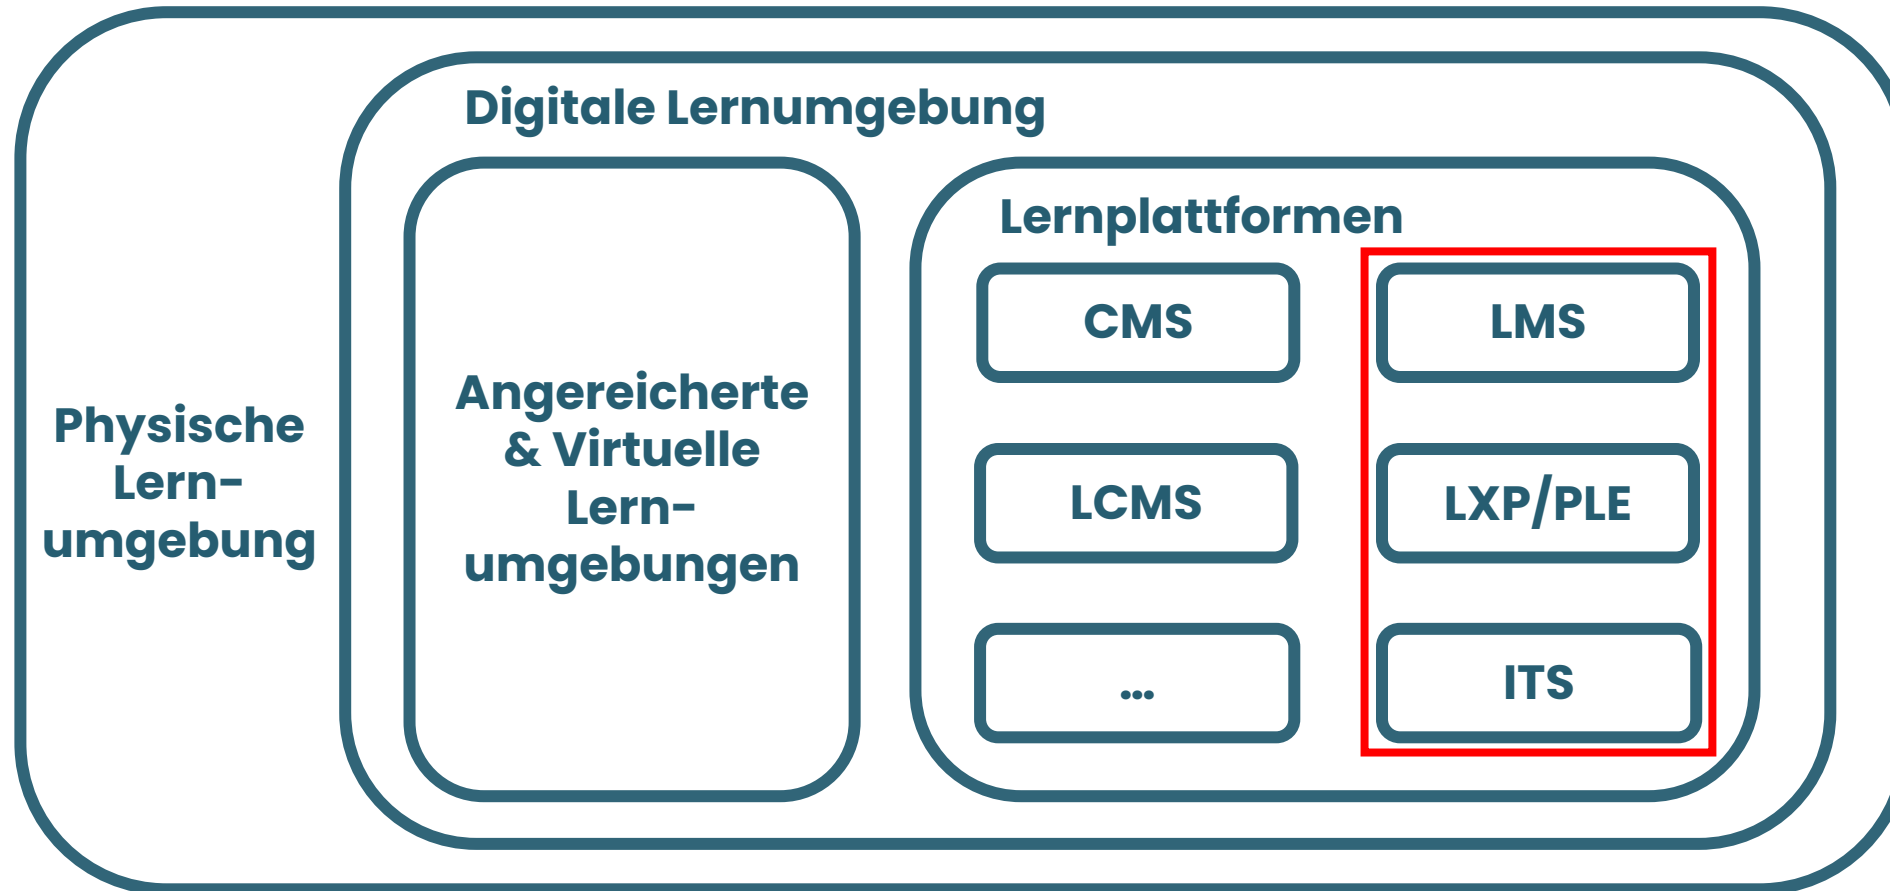 Digitale Lernumgebung
Physische
Lern-
umgebung
Angereicherte
& Virtuelle
Lern-
umgebungen
Lernplattformen
CMS
LMS
LCMS
LXP/PLE
...
ITS